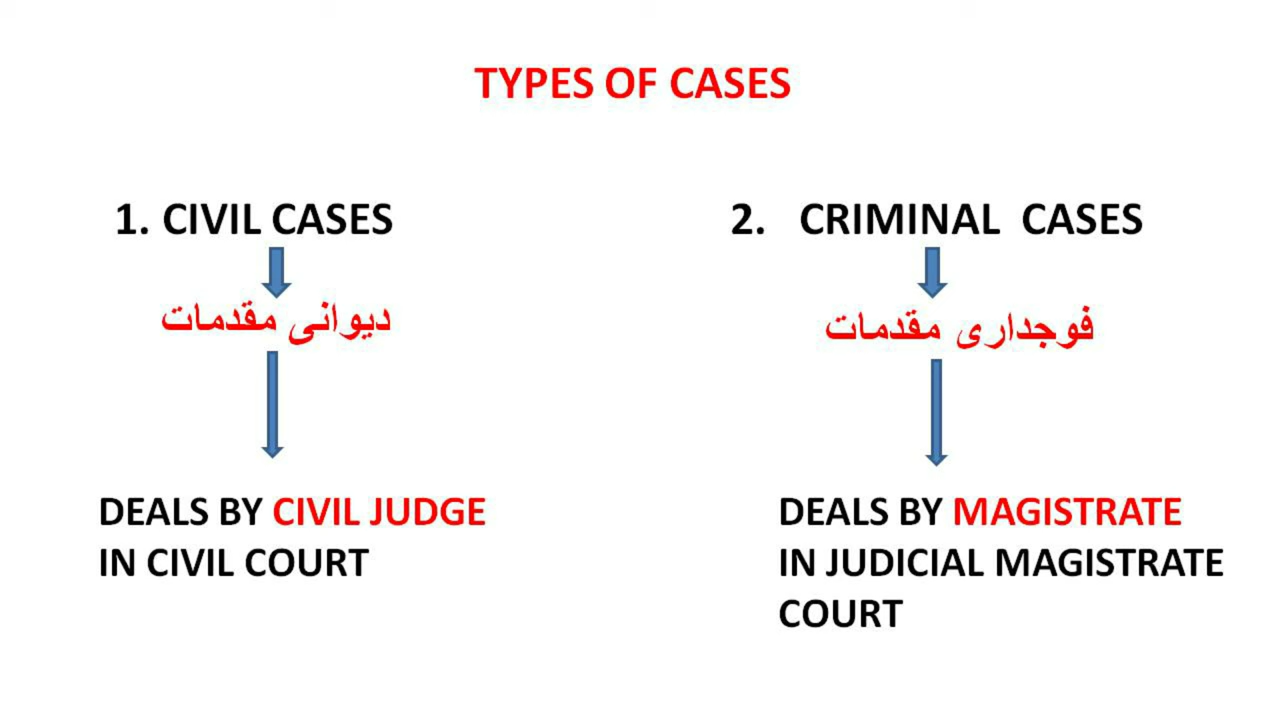 TYPES OF CASES
1. CIVIL CASES
دیوانی مقدمات
DEALS BY CIVIL JUDGE
IN CIVIL COURT
2. CRIMINAL CASES
فوجداری مقدمات
DEALS BY MAGISTRATE
IN JUDICIAL MAGISTRATE
COURT